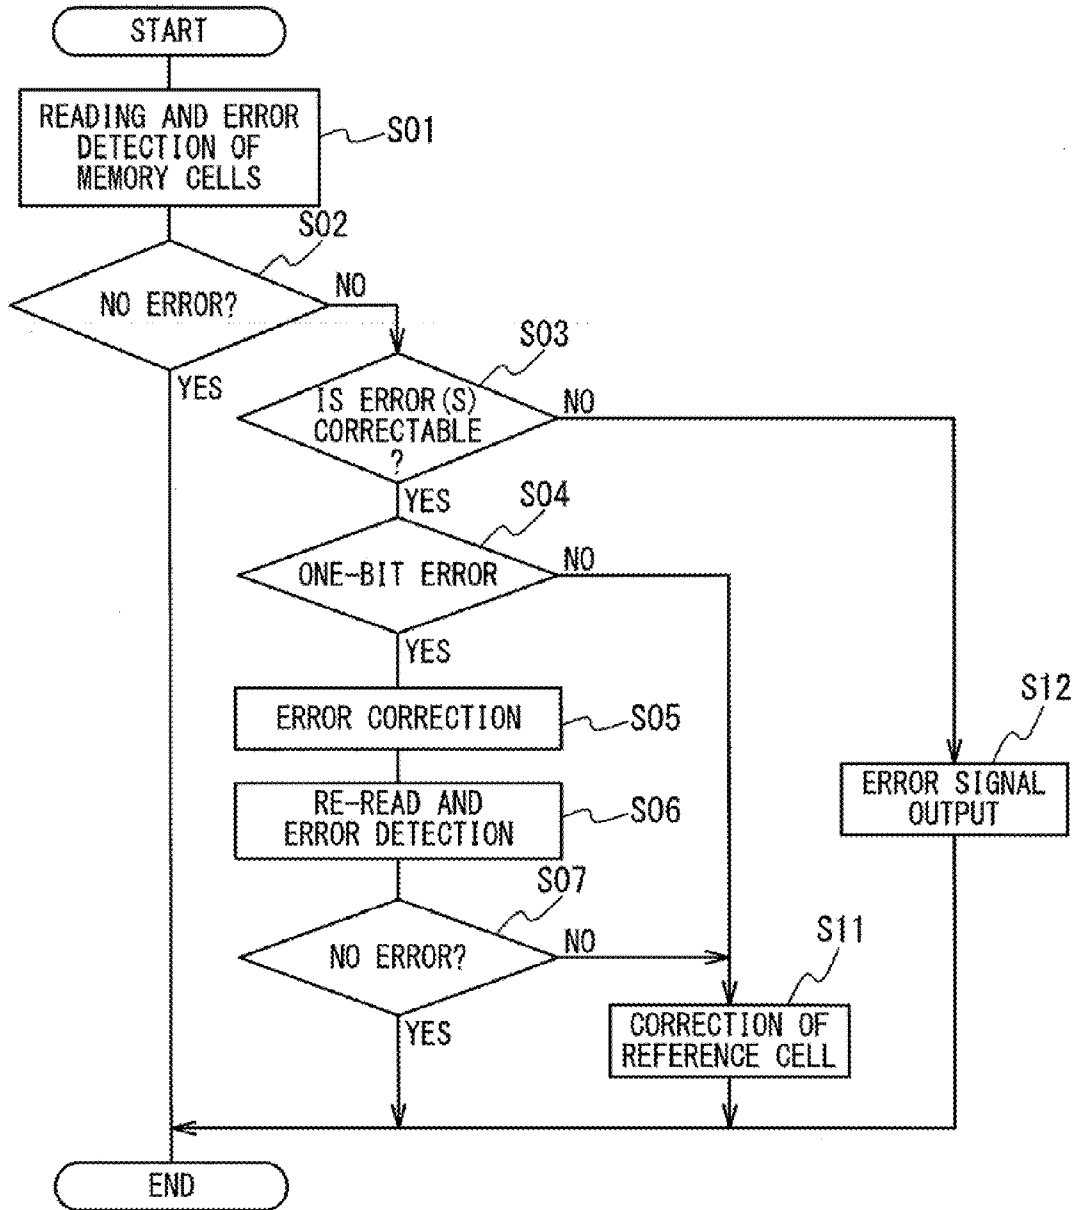 START
READING AND ERROR
DETECTION OF
MEMORY CELLS
S01
S02
NO ERROR?
NO
YES
S03
IS ERROR(S)
CORRECTABLE
?
NO
YES
S04
ONE-BIT ERROR
NO
YES
ERROR CORRECTION
S05
RE-READ AND
ERROR DETECTION
S06
S12
ERROR SIGNAL
OUTPUT
S07
NO ERROR?
NO
YES
S11
CORRECTION OF
REFERENCE CELL
END